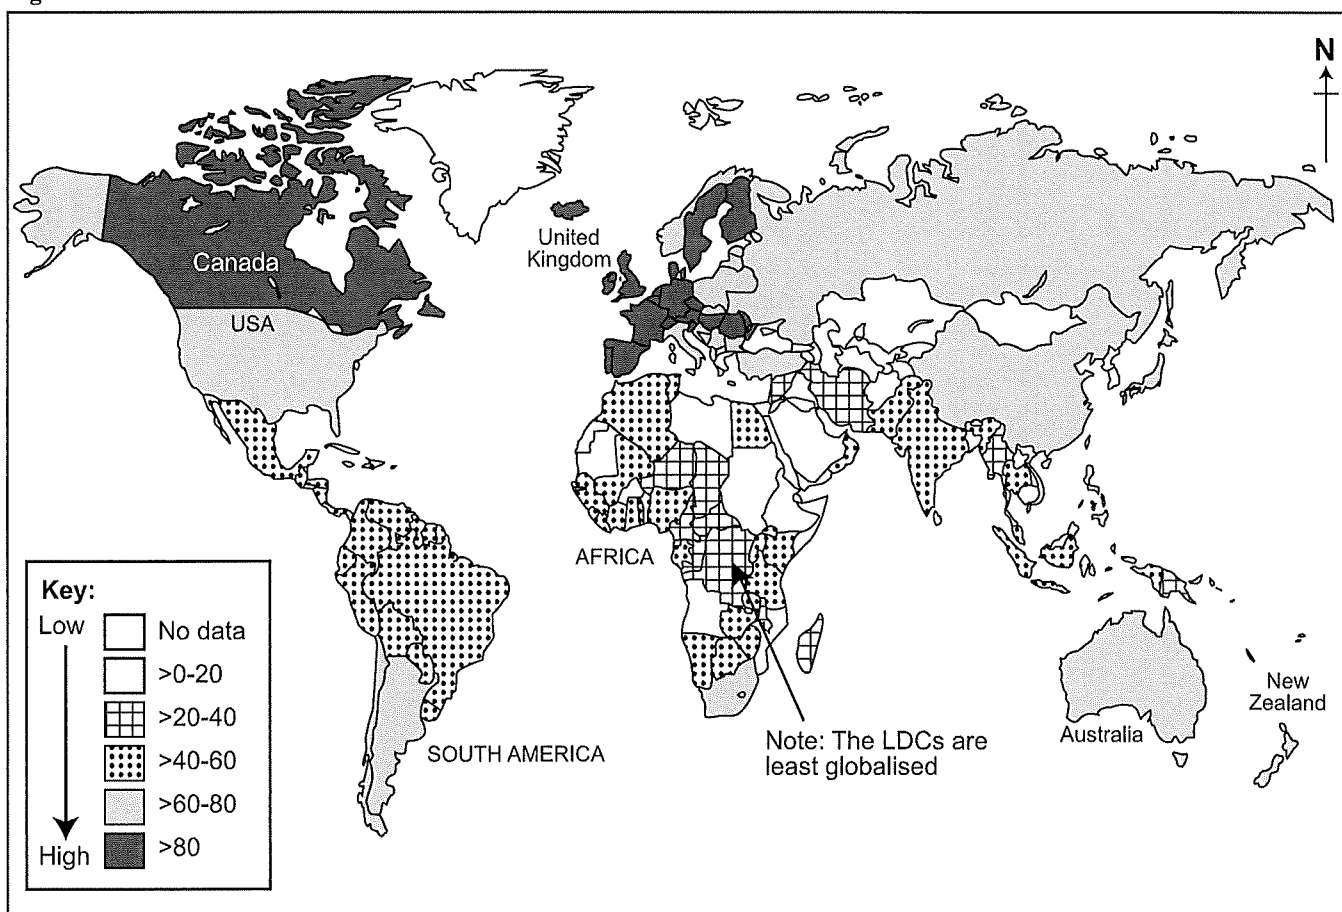 N
Canada
USA
United
Kingdom
AFRICA
SOUTH AMERICA
Australia
New
Zealand
Note: The LDCs are
least globalised
Key:
Low
High
No data
>0-20
>20-40
>40-60
>60-80
>80